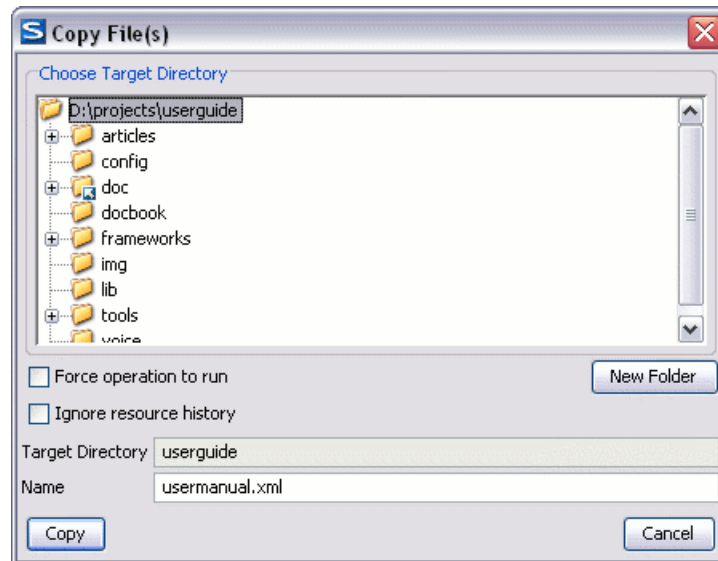 Copy File(s)
Choose Target Directory
D:\projects\userguide
articles
config
doc
docbook
frameworks
img
lib
tools
voice
Force operation to run
New Folder
Ignore resource history
Target Directory userguide
Name usermanual.xml
Copy Cancel